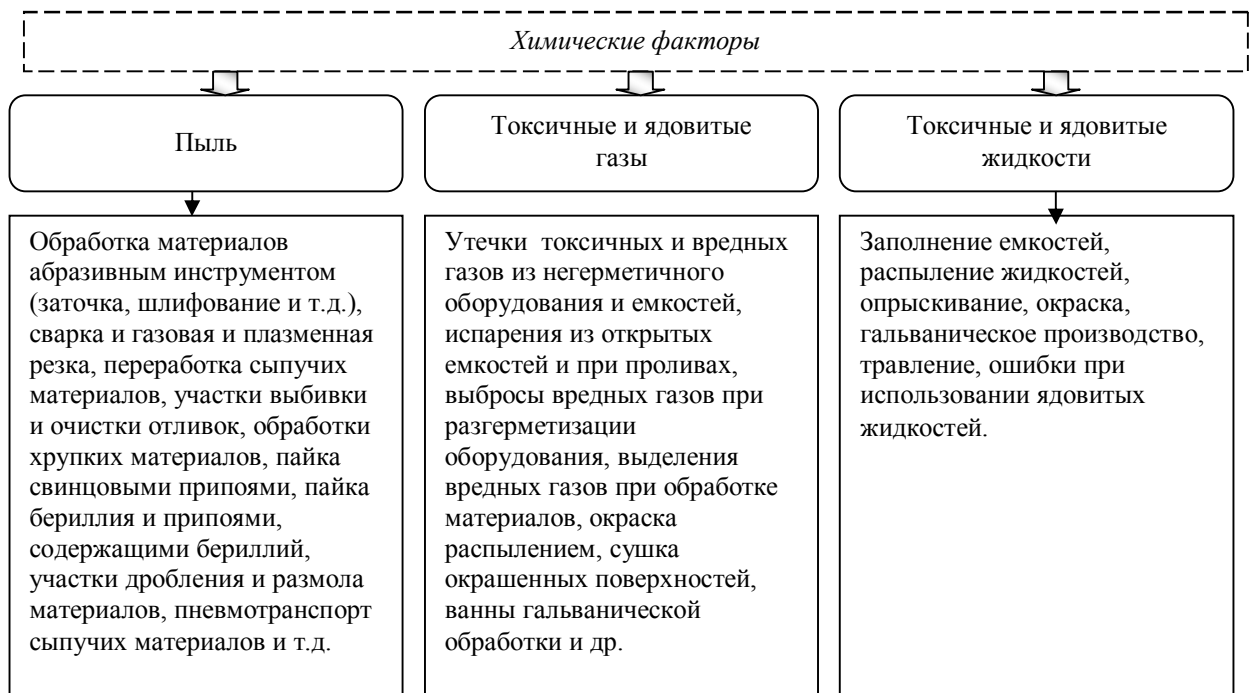 Химические факторы
Пыль
Токсичные и ядовитые
газы
Токсичные и ядовитые
жидкости
Обработка материалов
абразивным инструментом
(заточка, шлифование и т.д.),
сварка и газовая и плазменная
резка, переработка сыпучих
материалов, участки выбивки
и очистки отливок, обработки
хрупких материалов, пайка
свинцовыми припоями, пайка
бериллия и припоями,
содержащими бериллий,
участки дробления и размола
материалов, пневмотранспорт
сыпучих материалов и т.д.
Утечки токсичных и вредных
газов из негерметичного
оборудования и емкостей,
испарения из открытых
емкостей и при проливах,
выбросы вредных газов при
разгерметизации
оборудования, выделения
вредных газов при обработке
материалов, окраска
распылением, сушка
окрашенных поверхностей,
ванны гальванической
обработки и др.
Заполнение емкостей,
распыление жидкостей,
опрыскивание, окраска,
гальваническое производство,
травление, ошибки при
использовании ядовитых
жидкостей.